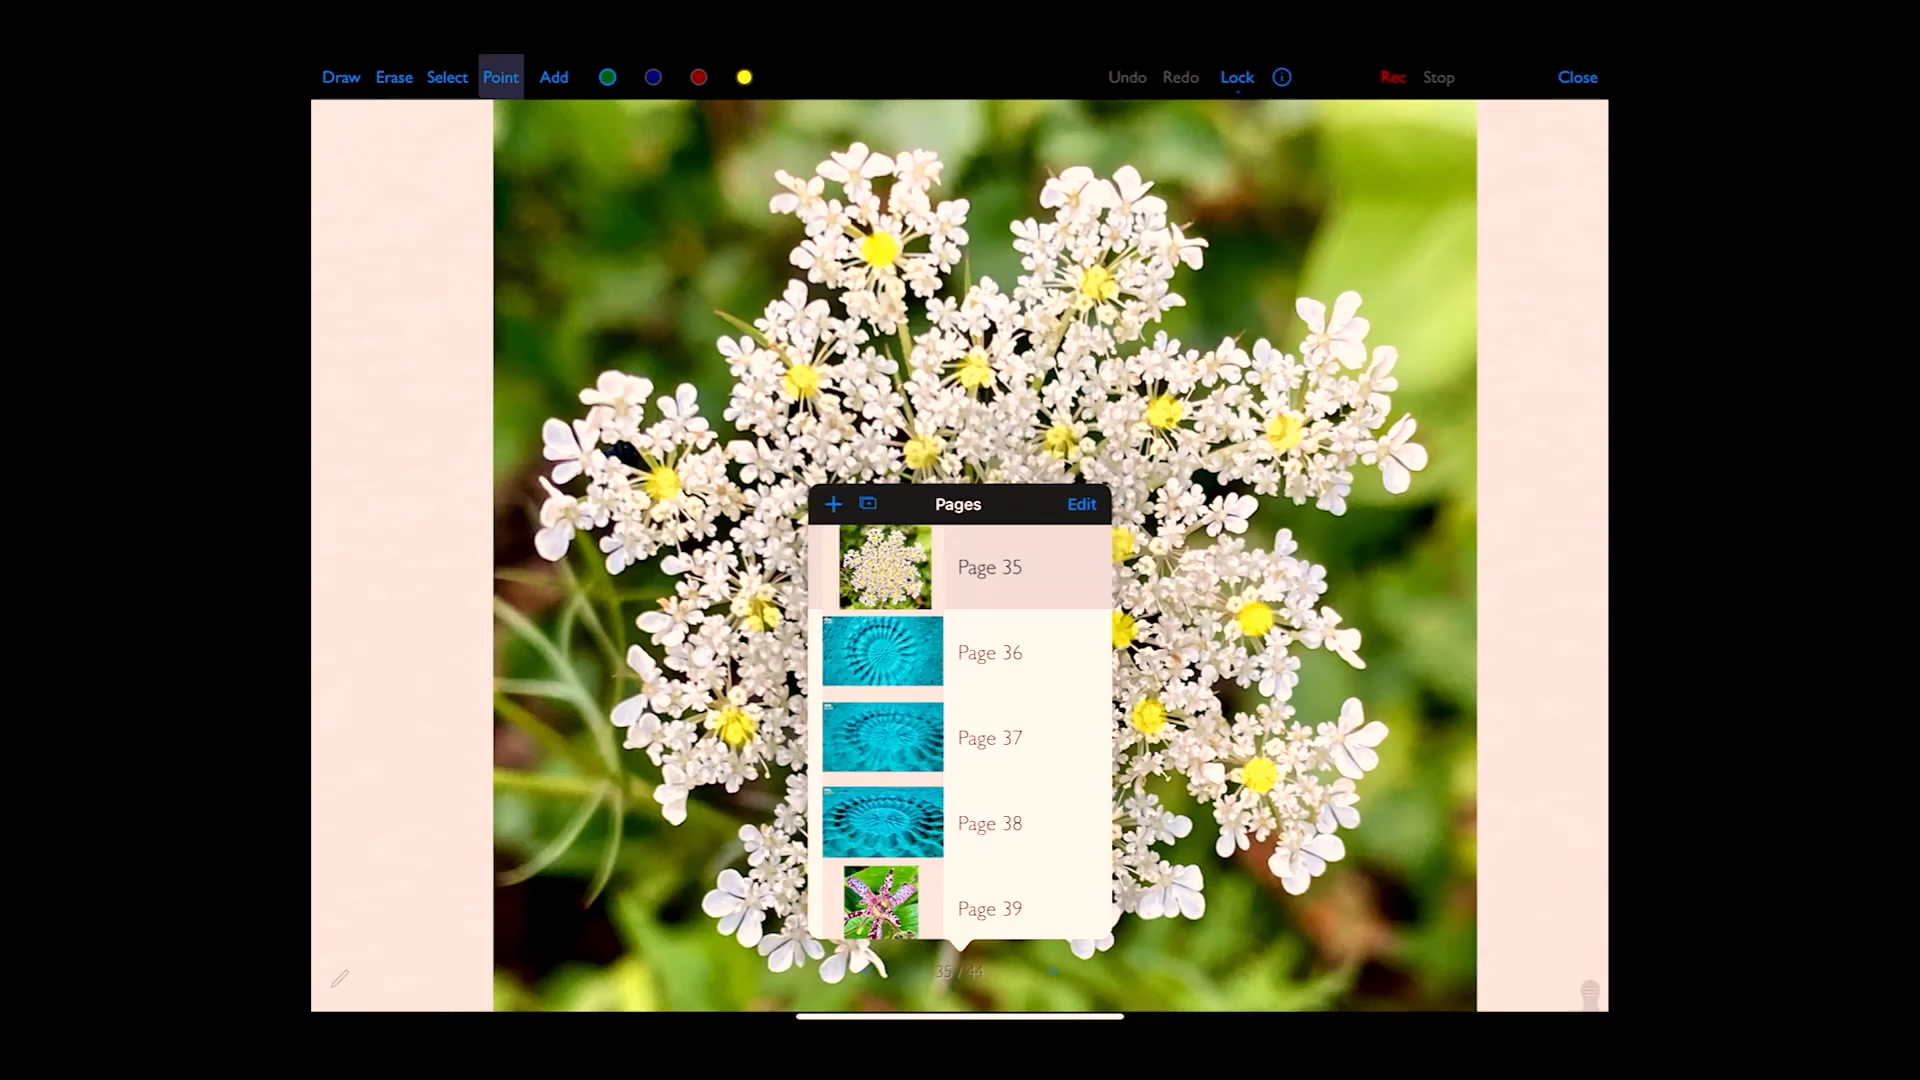 Draw Erase Select Point Add Undo Redo Lock Rec Stop Close
Pages Edit
Page 35
Page 36
Page 37
Page 38
Page 39
35 / 44